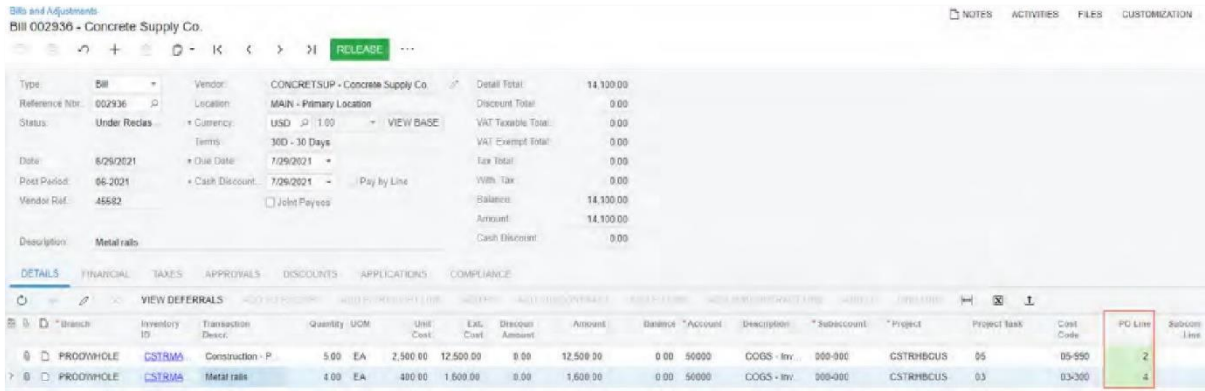 Bills and Adjustments
Bill 002936 - Concrete Supply Co.
NOTES ACTIVITIES FILES CUSTOMIZATION
RELEASE ...
Type: Bill Vendor: CONCRETSUP - Concrete Supply Co. Detail Total: 14,100.00
Reference Nbr.: 002936 Location: MAIN - Primary Location Discount Total: 0.00
Status: Under Reclas * Currency: USD 1.00 VIEW BASE VAT Taxable Total: 0.00
Terms: 30D - 30 Days VAT Exempt Total: 0.00
Date: 6/29/2021 * Due Date: 7/29/2021 Tax Total: 0.00
Post Period: 06-2021 * Cash Discount... 7/29/2021 Pay by Line With. Tax: 0.00
Vendor Ref.: 45582 Joint Payees Balance: 14,100.00
Amount: 14,100.00
Description: Metal rails Cash Discount: 0.00
DETAILS FINANCIAL TAXES APPROVALS DISCOUNTS APPLICATIONS COMPLIANCE
VIEW DEFERRALS
* Branch Inventory ID Transaction Descr. Quantity UOM Unit Cost Ext. Cost Discount Amount Amount Balance * Account Description * Subaccount * Project Project Task Cost Code PO Line Subcon Line
PRODWHOLE CSTRMA Construction - P... 5.00 EA 2,500.00 12,500.00 0.00 12,500.00 0.00 50000 COGS - Inv... 000-000 CSTRHBCUS 05 05-550 2
PRODWHOLE CSTRMA Metal rails 4.00 EA 400.00 1,600.00 0.00 1,600.00 0.00 50000 COGS - Inv... 000-000 CSTRHBCUS 03 03-300 4